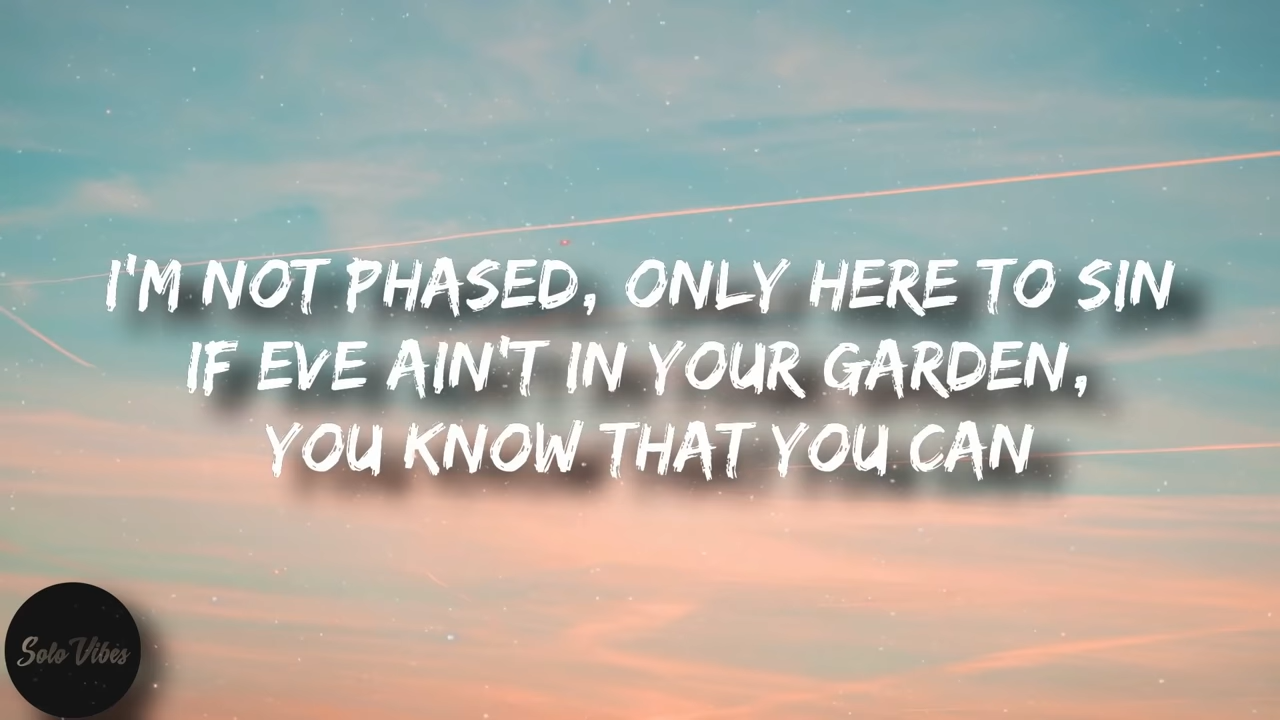 I'M NOT PHASED, ONLY HERE TO SIN
IF EVE AIN'T IN YOUR GARDEN,
YOU KNOW THAT YOU CAN
Solo Vibes